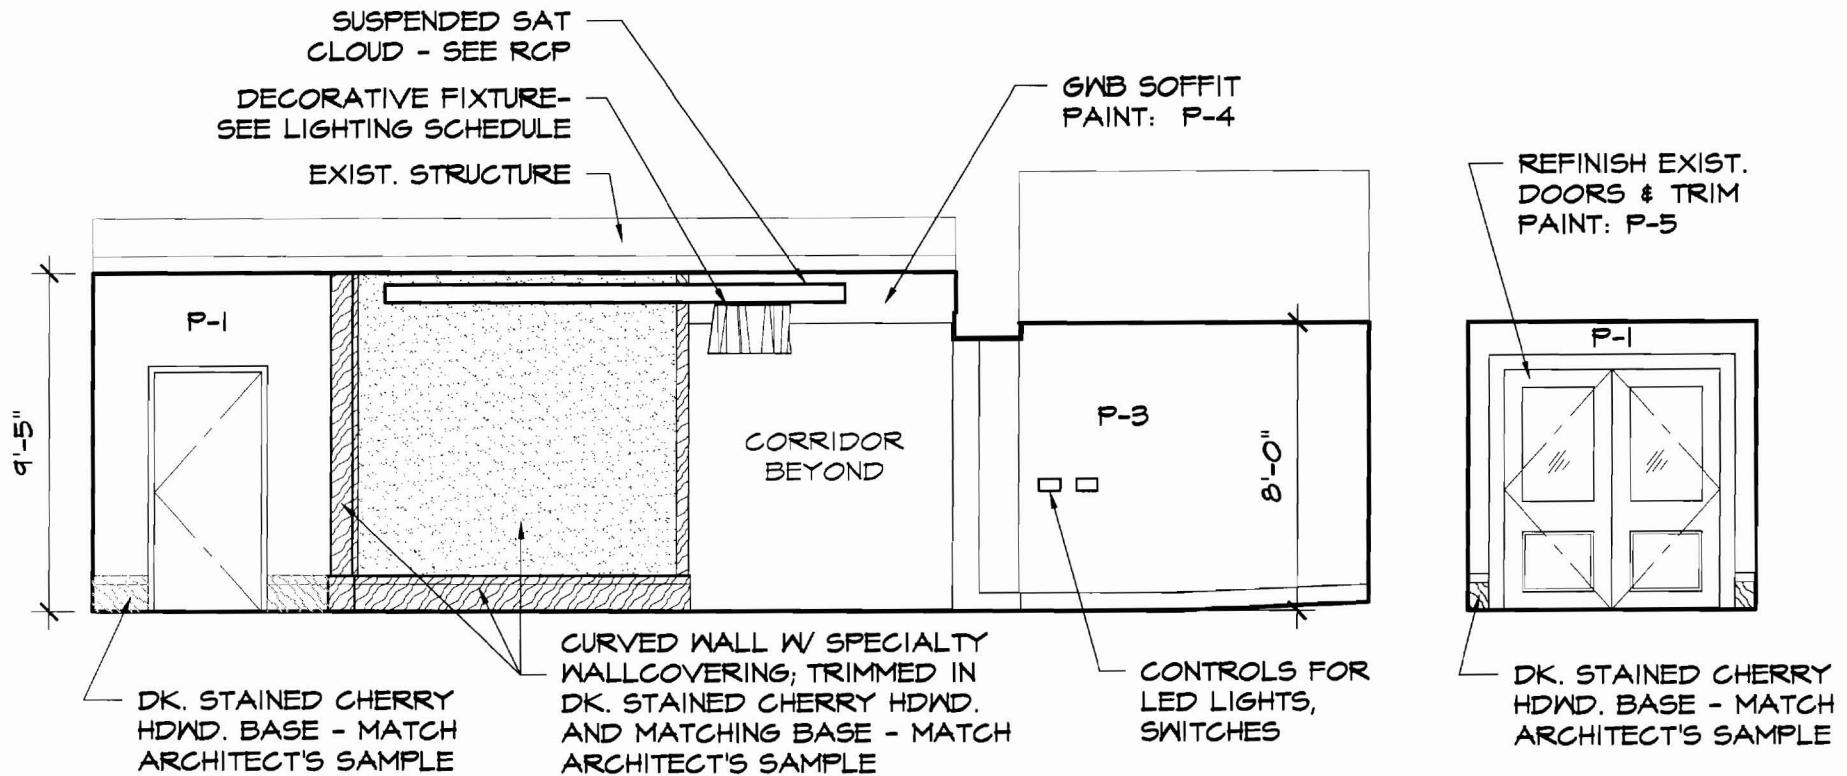 SUSPENDED SAT
CLOUD - SEE RCP
DECORATIVE FIXTURE-
SEE LIGHTING SCHEDULE
EXIST. STRUCTURE
GWB SOFFIT
PAINT: P-4
REFINISH EXIST.
DOORS & TRIM
PAINT: P-5
P-1
9'-5"
CORRIDOR
BEYOND
P-3
8'-0"
P-1
DK. STAINED CHERRY
HDWD. BASE - MATCH
ARCHITECT'S SAMPLE
CURVED WALL W/ SPECIALTY
WALLCOVERING; TRIMMED IN
DK. STAINED CHERRY HDWD.
AND MATCHING BASE - MATCH
ARCHITECT'S SAMPLE
CONTROLS FOR
LED LIGHTS,
SWITCHES
DK. STAINED CHERRY
HDWD. BASE - MATCH
ARCHITECT'S SAMPLE